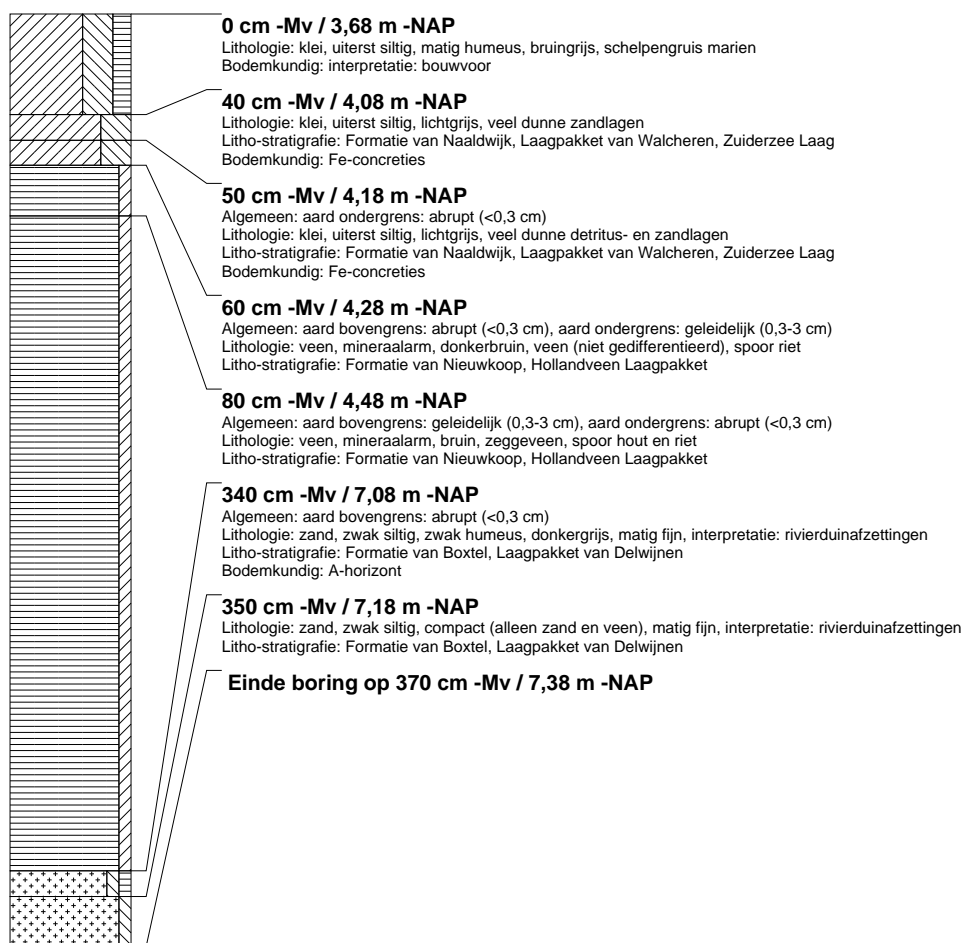 0 cm -Mv / 3,68 m -NAP
Lithologie: klei, uiterst siltig, matig humeus, bruingrijs, schelpengruis marien
Bodemkundig: interpretatie: bouwvoor
40 cm -Mv / 4,08 m -NAP
Lithologie: klei, uiterst siltig, lichtgrijs, veel dunne zandlagen
Litho-stratigrafie: Formatie van Naaldwijk, Laagpakket van Walcheren, Zuiderzee Laag
Bodemkundig: Fe-concreties
50 cm -Mv / 4,18 m -NAP
Algemeen: aard ondergrens: abrupt (<0,3 cm)
Lithologie: klei, uiterst siltig, lichtgrijs, veel dunne detritus- en zandlagen
Litho-stratigrafie: Formatie van Naaldwijk, Laagpakket van Walcheren, Zuiderzee Laag
Bodemkundig: Fe-concreties
60 cm -Mv / 4,28 m -NAP
Algemeen: aard bovengrens: abrupt (<0,3 cm), aard ondergrens: geleidelijk (0,3-3 cm)
Lithologie: veen, mineraalarm, donkerbruin, veen (niet gedifferentieerd), spoor riet
Litho-stratigrafie: Formatie van Nieuwkoop, Hollandveen Laagpakket
80 cm -Mv / 4,48 m -NAP
Algemeen: aard bovengrens: geleidelijk (0,3-3 cm), aard ondergrens: abrupt (<0,3 cm)
Lithologie: veen, mineraalarm, bruin, zeggeveen, spoor hout en riet
Litho-stratigrafie: Formatie van Nieuwkoop, Hollandveen Laagpakket
340 cm -Mv / 7,08 m -NAP
Algemeen: aard bovengrens: abrupt (<0,3 cm)
Lithologie: zand, zwak siltig, zwak humeus, donkergrijs, matig fijn, interpretatie: rivierduinafzettingen
Litho-stratigrafie: Formatie van Boxtel, Laagpakket van Delwijnen
Bodemkundig: A-horizont
350 cm -Mv / 7,18 m -NAP
Lithologie: zand, zwak siltig, compact (alleen zand en veen), matig fijn, interpretatie: rivierduinafzettingen
Litho-stratigrafie: Formatie van Boxtel, Laagpakket van Delwijnen
Einde boring op 370 cm -Mv / 7,38 m -NAP